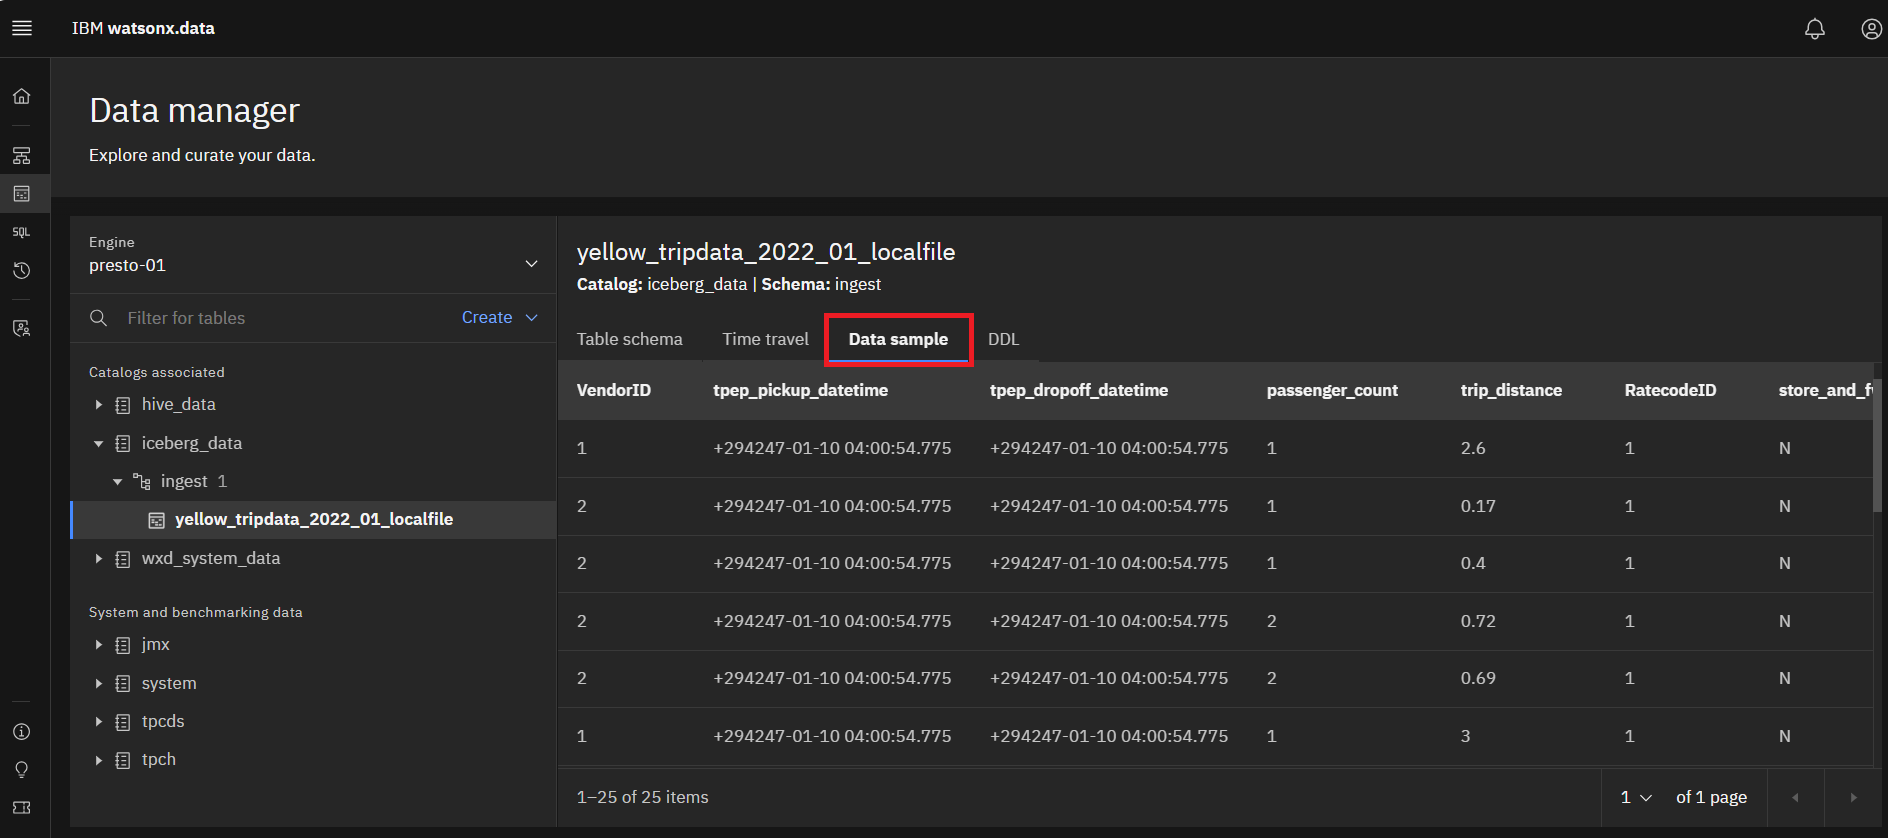 IBM watsonx.data
Data manager
Explore and curate your data.
SQL
Engine
presto-01
Filter for tables
Create
Catalogs associated
hive_data
iceberg_data
ingest 1
yellow_tripdata_2022_01_localfile
wxd_system_data
System and benchmarking data
jmx
system
tpcds
tpch
yellow_tripdata_2022_01_localfile
Catalog: iceberg_data | Schema: ingest
Table schema Time travel Data sample DDL
VendorID tpep_pickup_datetime tpep_dropoff_datetime passenger_count trip_distance RatecodeID store_and_f
1 +294247-01-10 04:00:54.775 +294247-01-10 04:00:54.775 1 2.6 1 N
2 +294247-01-10 04:00:54.775 +294247-01-10 04:00:54.775 1 0.17 1 N
2 +294247-01-10 04:00:54.775 +294247-01-10 04:00:54.775 1 0.4 1 N
2 +294247-01-10 04:00:54.775 +294247-01-10 04:00:54.775 2 0.72 1 N
2 +294247-01-10 04:00:54.775 +294247-01-10 04:00:54.775 2 0.69 1 N
1 +294247-01-10 04:00:54.775 +294247-01-10 04:00:54.775 1 3 1 N
1–25 of 25 items
1 of 1 page